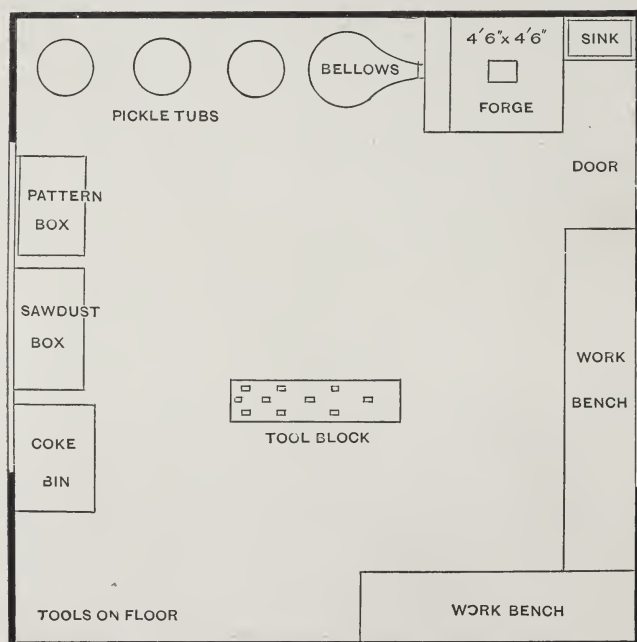 4'6" x 4'6"
SINK
BELLOWS
FORGE
PICKLE TUBS
DOOR
PATTERN
BOX
SAWDUST
BOX
WORK
BENCH
TOOL BLOCK
COKE
BIN
TOOLS ON FLOOR
WORK BENCH